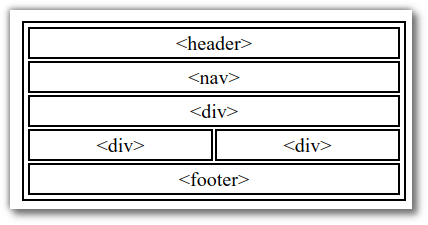 <header>
<nav>
<div>
<div> <div>
<footer>